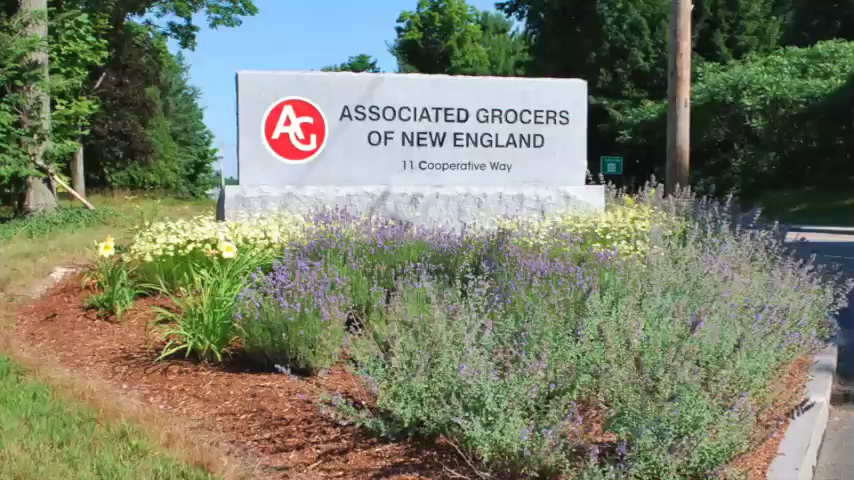 AG
ASSOCIATED GROCERS
OF NEW ENGLAND
11 Cooperative Way